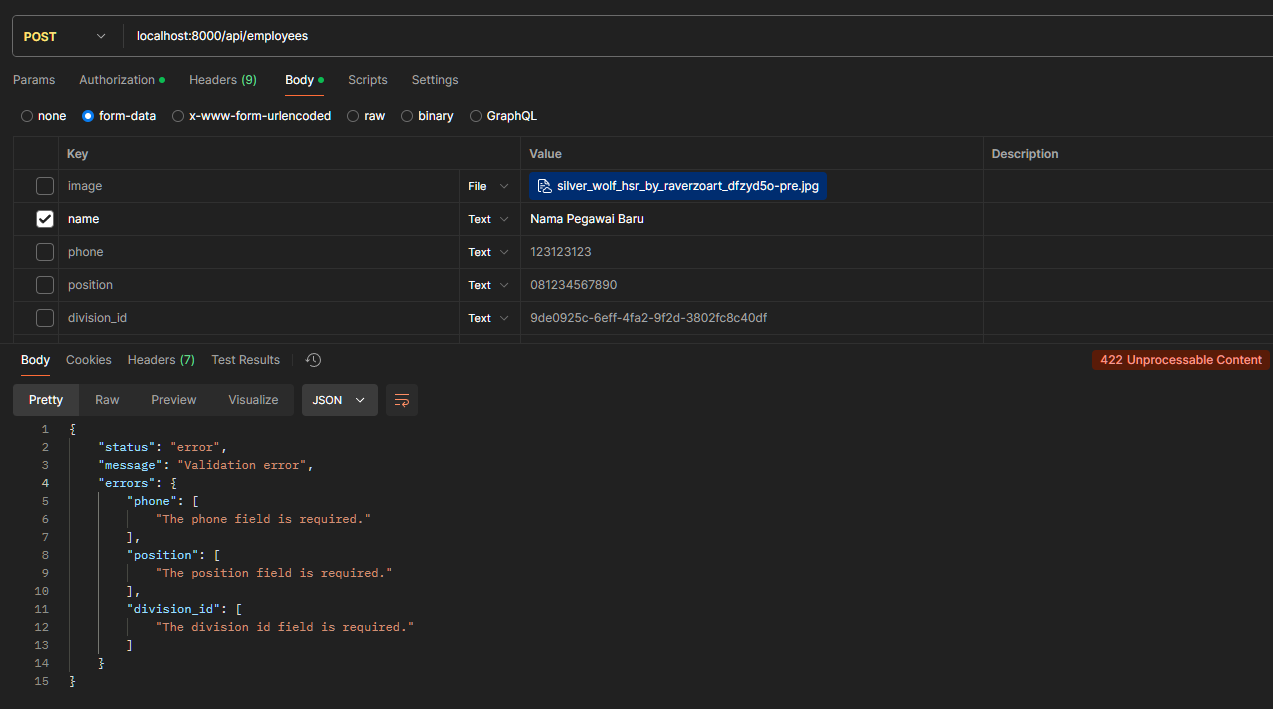 POST localhost:8000/api/employees
Params Authorization Headers (9) Body Scripts Settings
none form-data x-www-form-urlencoded raw binary GraphQL
Key Value Description
image File silver_wolf_hsr_by_raverzoart_dfzyd5o-pre.jpg
name Text Nama Pegawai Baru
phone Text 123123123
position Text 081234567890
division_id Text 9de0925c-6eff-4fa2-9f2d-3802fc8c40df
Body Cookies Headers (7) Test Results 422 Unprocessable Content
Pretty Raw Preview Visualize JSON
1 {
2 "status": "error",
3 "message": "Validation error",
4 "errors": {
5 "phone": [
6 "The phone field is required."
7 ],
8 "position": [
9 "The position field is required."
10 ],
11 "division_id": [
12 "The division id field is required."
13 ]
14 }
15 }